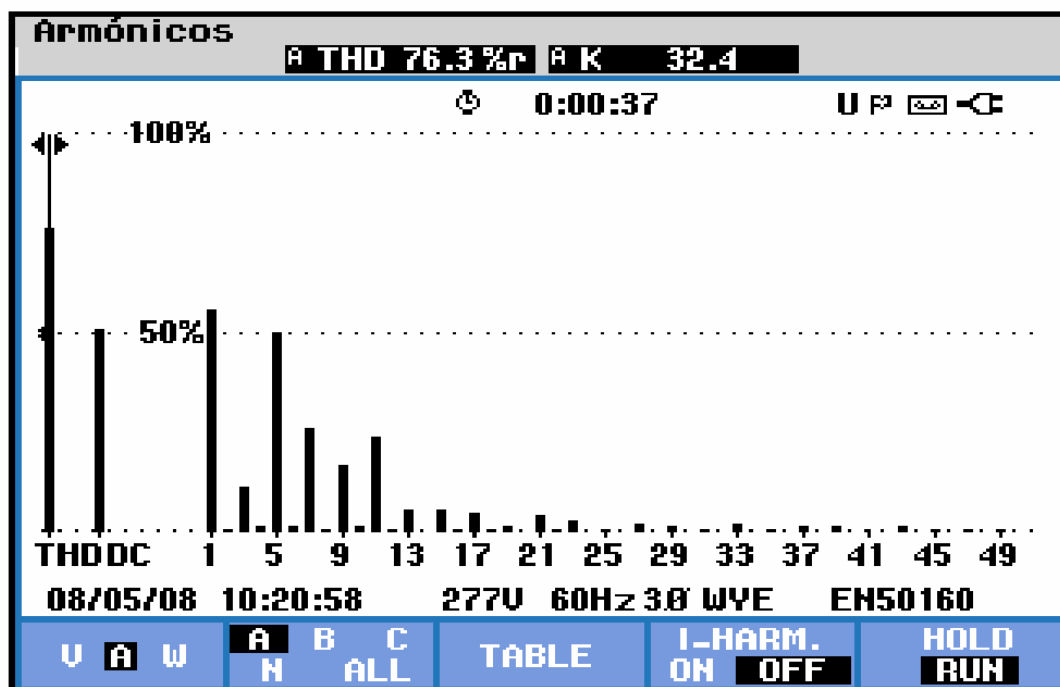 Armónicos
A THD 76.3 %r A K 32.4
0:00:37 U
100%
50%
THD DC 1 5 9 13 17 21 25 29 33 37 41 45 49
08/05/08 10:20:58 277V 60Hz 3Ø WYE EN50160
V A W A B C TABLE I-HARM. HOLD
N ALL ON OFF RUN